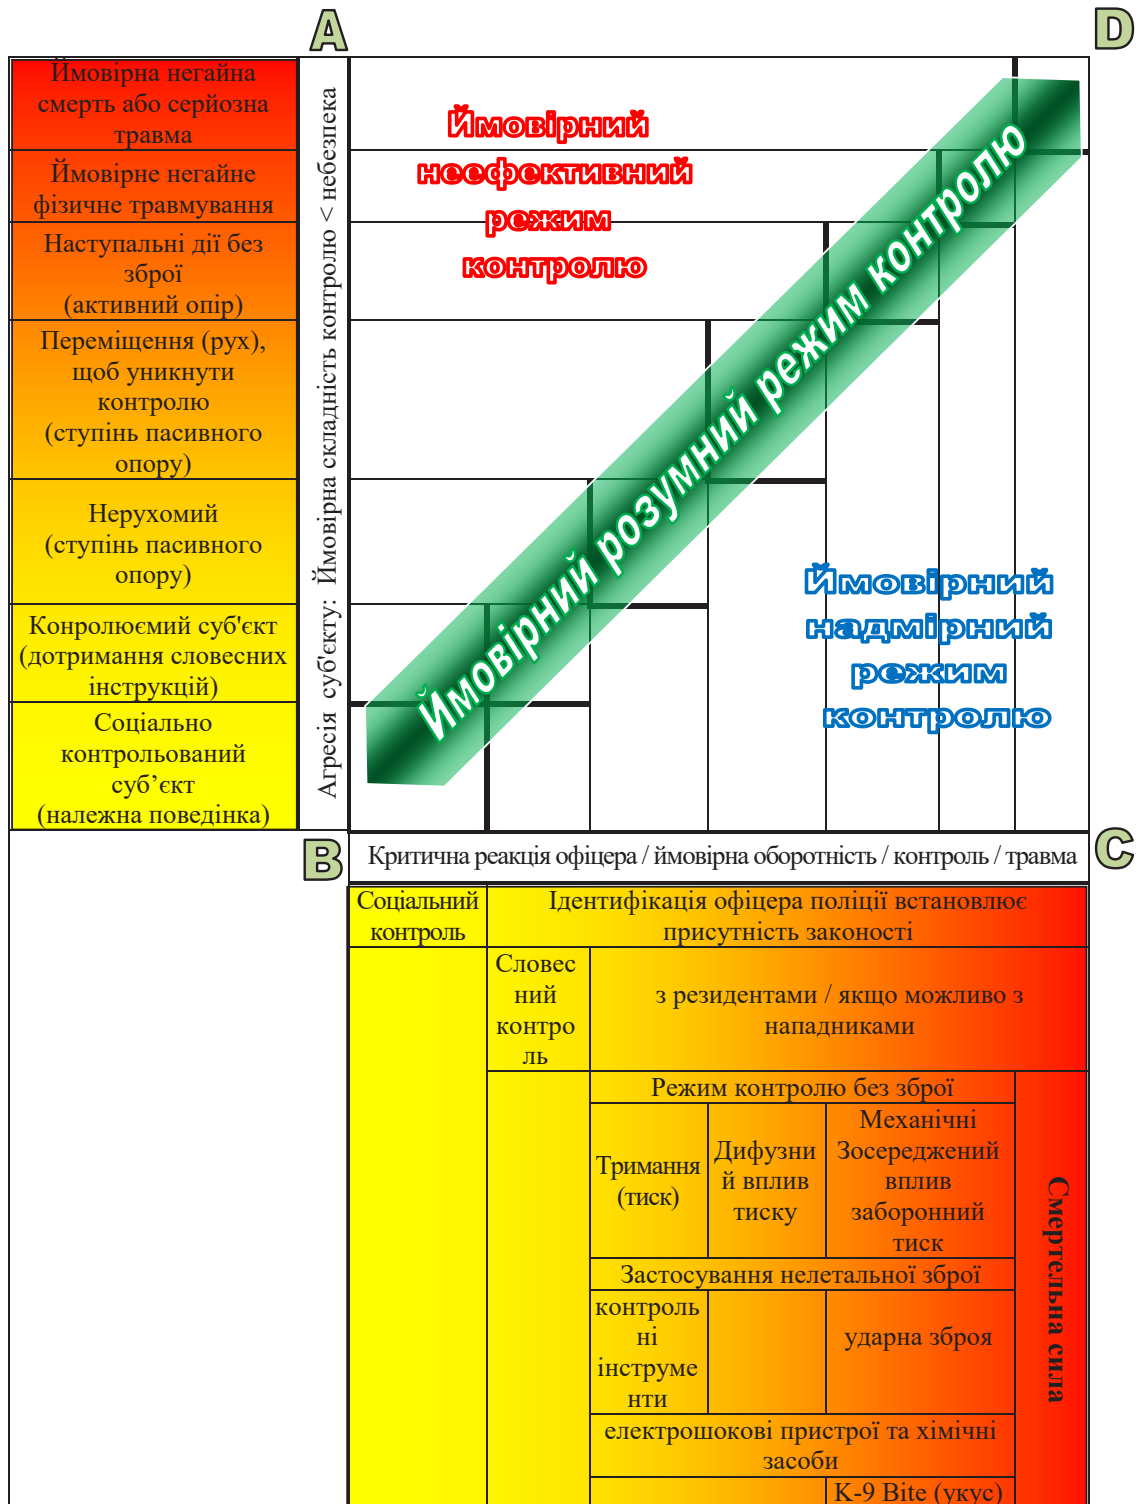 A
D
Ймовірна негайна
смерть або серйозна
травма
Ймовірне негайне
фізичне травмування
Наступальні дії без
зброї
(активний опір)
Переміщення (рух),
щоб уникнути
контролю
(ступінь пасивного
опору)
Нерухомий
(ступінь пасивного
опору)
Конролюємий суб'єкт
(дотримання словесних
інструкцій)
Соціально
контрольований
суб’єкт
(належна поведінка)
Агресія суб'єкту: Ймовірна складність контролю < небезпека
Ймовірний
неефективний
режим
контролю
Ймовірний розумний режим контролю
Ймовірний
надмірний
режим
контролю
B
C
Критична реакція офіцера / ймовірна оборотність / контроль / травма
Соціальний
контроль
Ідентифікація офіцера поліції встановлює
присутність законості
Словес
ний
контро
ль
з резидентами / якщо можливо з
нападниками
Режим контролю без зброї
Тримання
(тиск)
Дифузни
й вплив
тиску
Механічні
Зосереджений
вплив
заборонний
тиск
Смертельна сила
Застосування нелетальної зброї
контроль
ні
інструме
нти
ударна зброя
електрошокові пристрої та хімічні
засоби
K-9 Bite (укус)